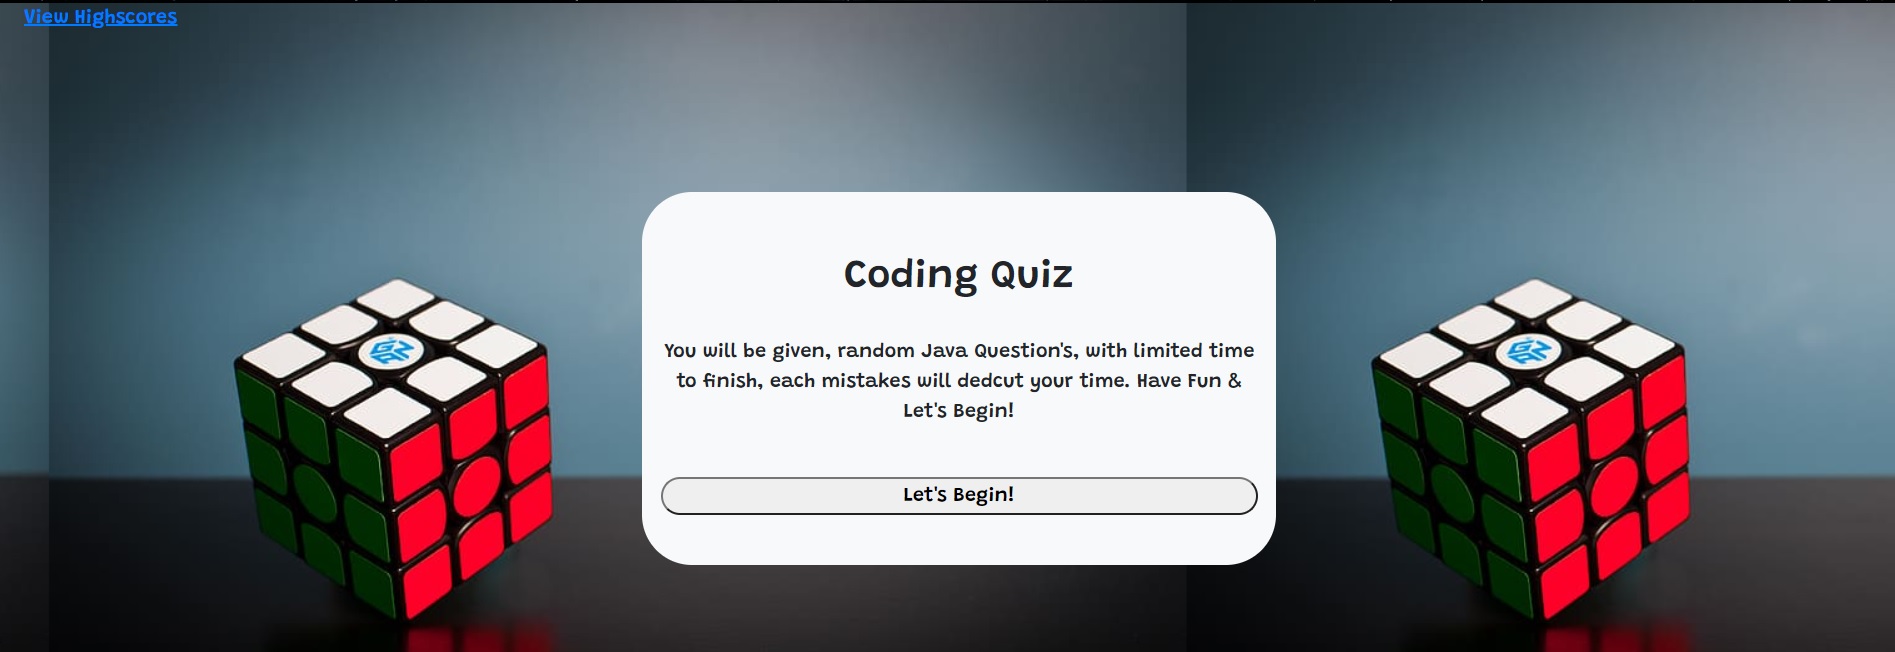 View Highscores
Coding Quiz
You will be given, random Java Question's, with limited time
to finish, each mistakes will dedcut your time. Have Fun &
Let's Begin!
Let's Begin!